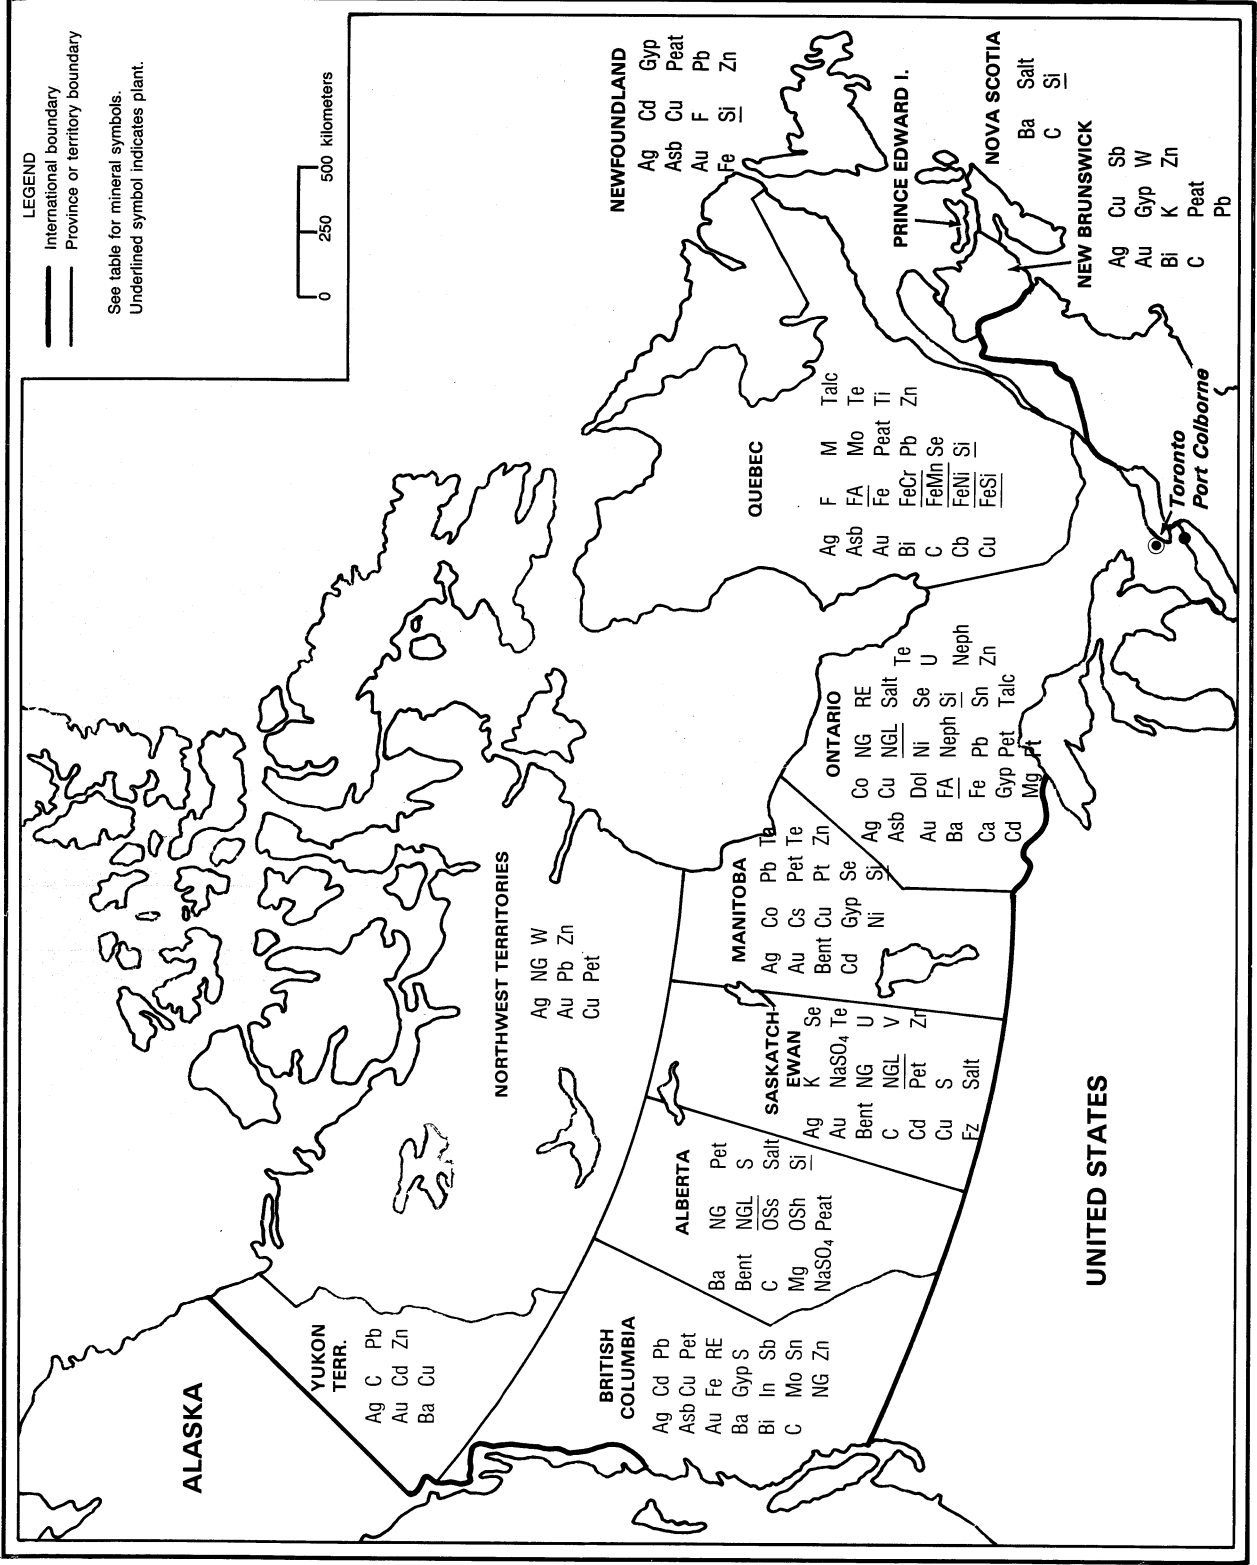 LEGEND
International boundary
Province or territory boundary
See table for mineral symbols.
Underlined symbol indicates plant.
0 250 500 kilometers
ALASKA
YUKON
TERR.
Ag C Pb
Au Cd Zn
Ba Cu
NORTHWEST TERRITORIES
Ag NG W
Au Pb Zn
Cu Pet
BRITISH
COLUMBIA
Ag Cd Pb
Asb Cu Pet
Au Fe RE
Ba Gyp S
Bi In Sb
C Mo Sn
NG Zn
ALBERTA
Ba NG Pet
Bent NGL S
C OSs Salt
Mg OSh Si
NaSO4 Peat
SASKATCH-
EWAN
Ag K Se
Au NaSO4 Te
Bent NG U
C NGL V
Cd Pet Zn
Cu S
Fz Salt
MANITOBA
Ag Co Pb Ta
Au Cs Pet Te
Bent Cu Pt Zn
Cd Gyp Se
Ni Si
ONTARIO
Ag Co NG RE
Asb Cu NGL Salt Te
Au Dol Ni Se U
Ba FA Neph Si Neph
Ca Fe Pb Sn Zn
Cd Gyp Pet Talc
Mg Pt
QUEBEC
Ag F M Talc
Asb FA Mo Te
Au Fe Peat Ti
Bi FeCr Pb Zn
C FeMn Se
Cb FeNi Si
Cu FeSi
NEWFOUNDLAND
Ag Cd Gyp
Asb Cu Peat
Au F Pb
Fe Si Zn
PRINCE EDWARD I.
NOVA SCOTIA
Ba Salt
C Si
NEW BRUNSWICK
Ag Cu Sb
Au Gyp W
Bi K Zn
C Peat
Pb
Toronto
Port Colborne
UNITED STATES